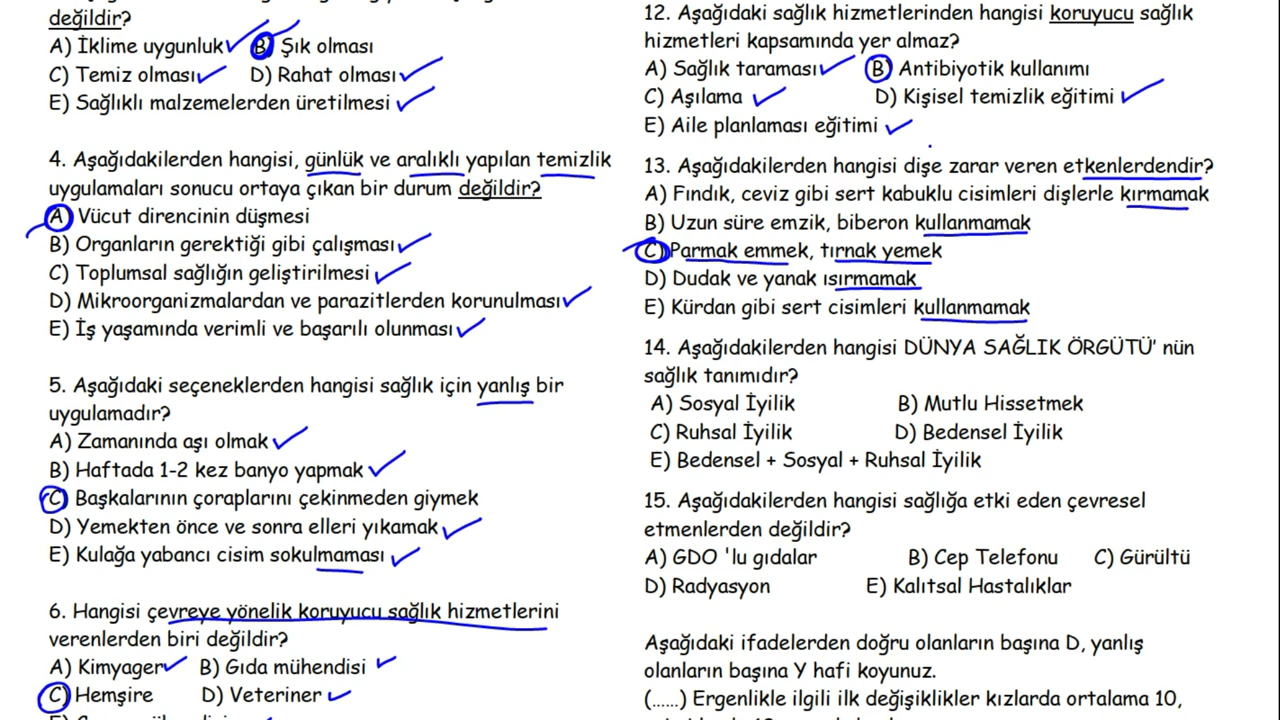 değildir?
A) İklime uygunluk B) Şık olması
C) Temiz olması D) Rahat olması
E) Sağlıklı malzemelerden üretilmesi
4. Aşağıdakilerden hangisi, günlük ve aralıklı yapılan temizlik
uygulamaları sonucu ortaya çıkan bir durum değildir?
A) Vücut direncinin düşmesi
B) Organların gerektiği gibi çalışması
C) Toplumsal sağlığın geliştirilmesi
D) Mikroorganizmalardan ve parazitlerden korunulması
E) İş yaşamında verimli ve başarılı olunması
5. Aşağıdaki seçeneklerden hangisi sağlık için yanlış bir
uygulamadır?
A) Zamanında aşı olmak
B) Haftada 1-2 kez banyo yapmak
C) Başkalarının çoraplarını çekinmeden giymek
D) Yemekten önce ve sonra elleri yıkamak
E) Kulağa yabancı cisim sokulmaması
6. Hangisi çevreye yönelik koruyucu sağlık hizmetlerini
verenlerden biri değildir?
A) Kimyager B) Gıda mühendisi
C) Hemşire D) Veteriner
12. Aşağıdaki sağlık hizmetlerinden hangisi koruyucu sağlık
hizmetleri kapsamında yer almaz?
A) Sağlık taraması B) Antibiyotik kullanımı
C) Aşılama D) Kişisel temizlik eğitimi
E) Aile planlaması eğitimi
13. Aşağıdakilerden hangisi dişe zarar veren etkenlerdendir?
A) Fındık, ceviz gibi sert kabuklu cisimleri dişlerle kırmamak
B) Uzun süre emzik, biberon kullanmamak
C) Parmak emmek, tırnak yemek
D) Dudak ve yanak ısırmamak
E) Kürdan gibi sert cisimleri kullanmamak
14. Aşağıdakilerden hangisi DÜNYA SAĞLIK ÖRGÜTÜ' nün
sağlık tanımıdır?
A) Sosyal İyilik B) Mutlu Hissetmek
C) Ruhsal İyilik D) Bedensel İyilik
E) Bedensel + Sosyal + Ruhsal İyilik
15. Aşağıdakilerden hangisi sağlığa etki eden çevresel
etmenlerden değildir?
A) GDO 'lu gıdalar B) Cep Telefonu C) Gürültü
D) Radyasyon E) Kalıtsal Hastalıklar
Aşağıdaki ifadelerden doğru olanların başına D, yanlış
olanların başına Y hafi koyunuz.
(......) Ergenlikle ilgili ilk değişiklikler kızlarda ortalama 10,